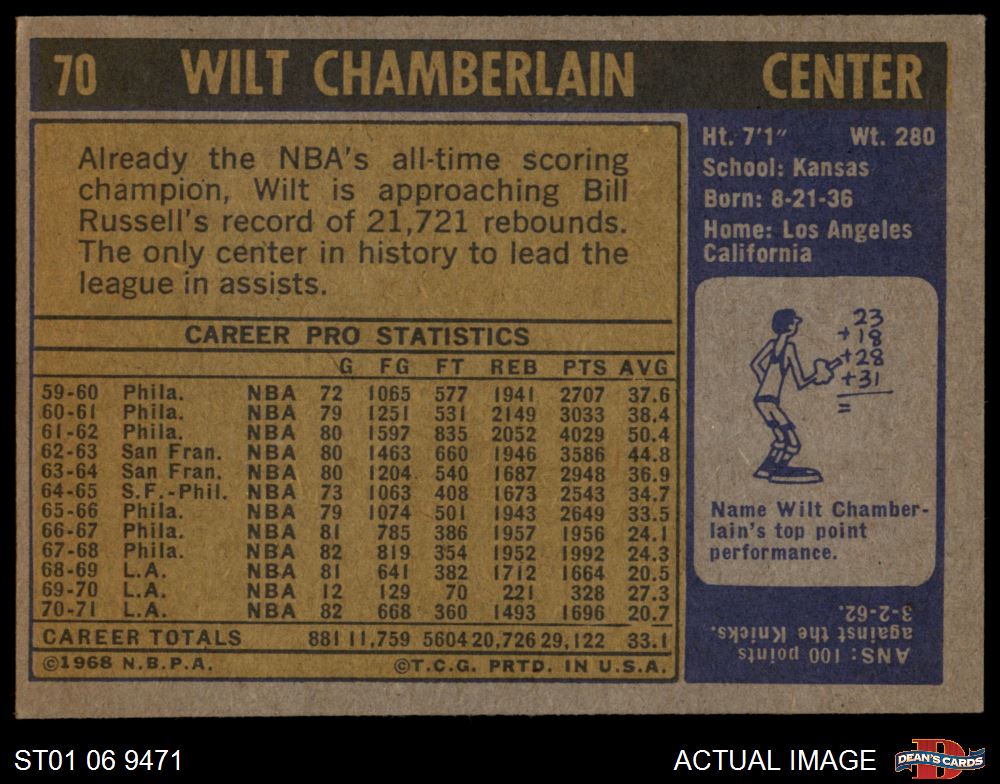 70 WILT CHAMBERLAIN CENTER
Already the NBA's all-time scoring
champion, Wilt is approaching Bill
Russell's record of 21,721 rebounds.
The only center in history to lead the
league in assists.
CAREER PRO STATISTICS
G FG FT REB PTS AVG
59-60 Phila. NBA 72 1065 577 1941 2707 37.6
60-61 Phila. NBA 79 1251 531 2149 3033 38.4
61-62 Phila. NBA 80 1597 835 2052 4029 50.4
62-63 San Fran. NBA 80 1463 660 1946 3586 44.8
63-64 San Fran. NBA 80 1204 540 1687 2948 36.9
64-65 S.F.-Phil. NBA 73 1063 408 1673 2543 34.7
65-66 Phila. NBA 79 1074 501 1943 2649 33.5
66-67 Phila. NBA 81 785 386 1957 1956 24.1
67-68 Phila. NBA 82 819 354 1952 1992 24.3
68-69 L.A. NBA 81 641 382 1712 1664 20.5
69-70 L.A. NBA 12 129 70 221 328 27.3
70-71 L.A. NBA 82 668 360 1493 1696 20.7
CAREER TOTALS 881 11,759 5604 20,726 29,122 33.1
©1968 N.B.P.A. ©T.C.G. PRTD. IN U.S.A.
Ht. 7'1" Wt. 280
School: Kansas
Born: 8-21-36
Home: Los Angeles
California
23
+18
+28
+31
=
Name Wilt Chamber-
lain's top point
performance.
ANS: 100 points
against the Knicks.
3-2-62.
ST01 06 9471 ACTUAL IMAGE
D
DEAN'S CARDS